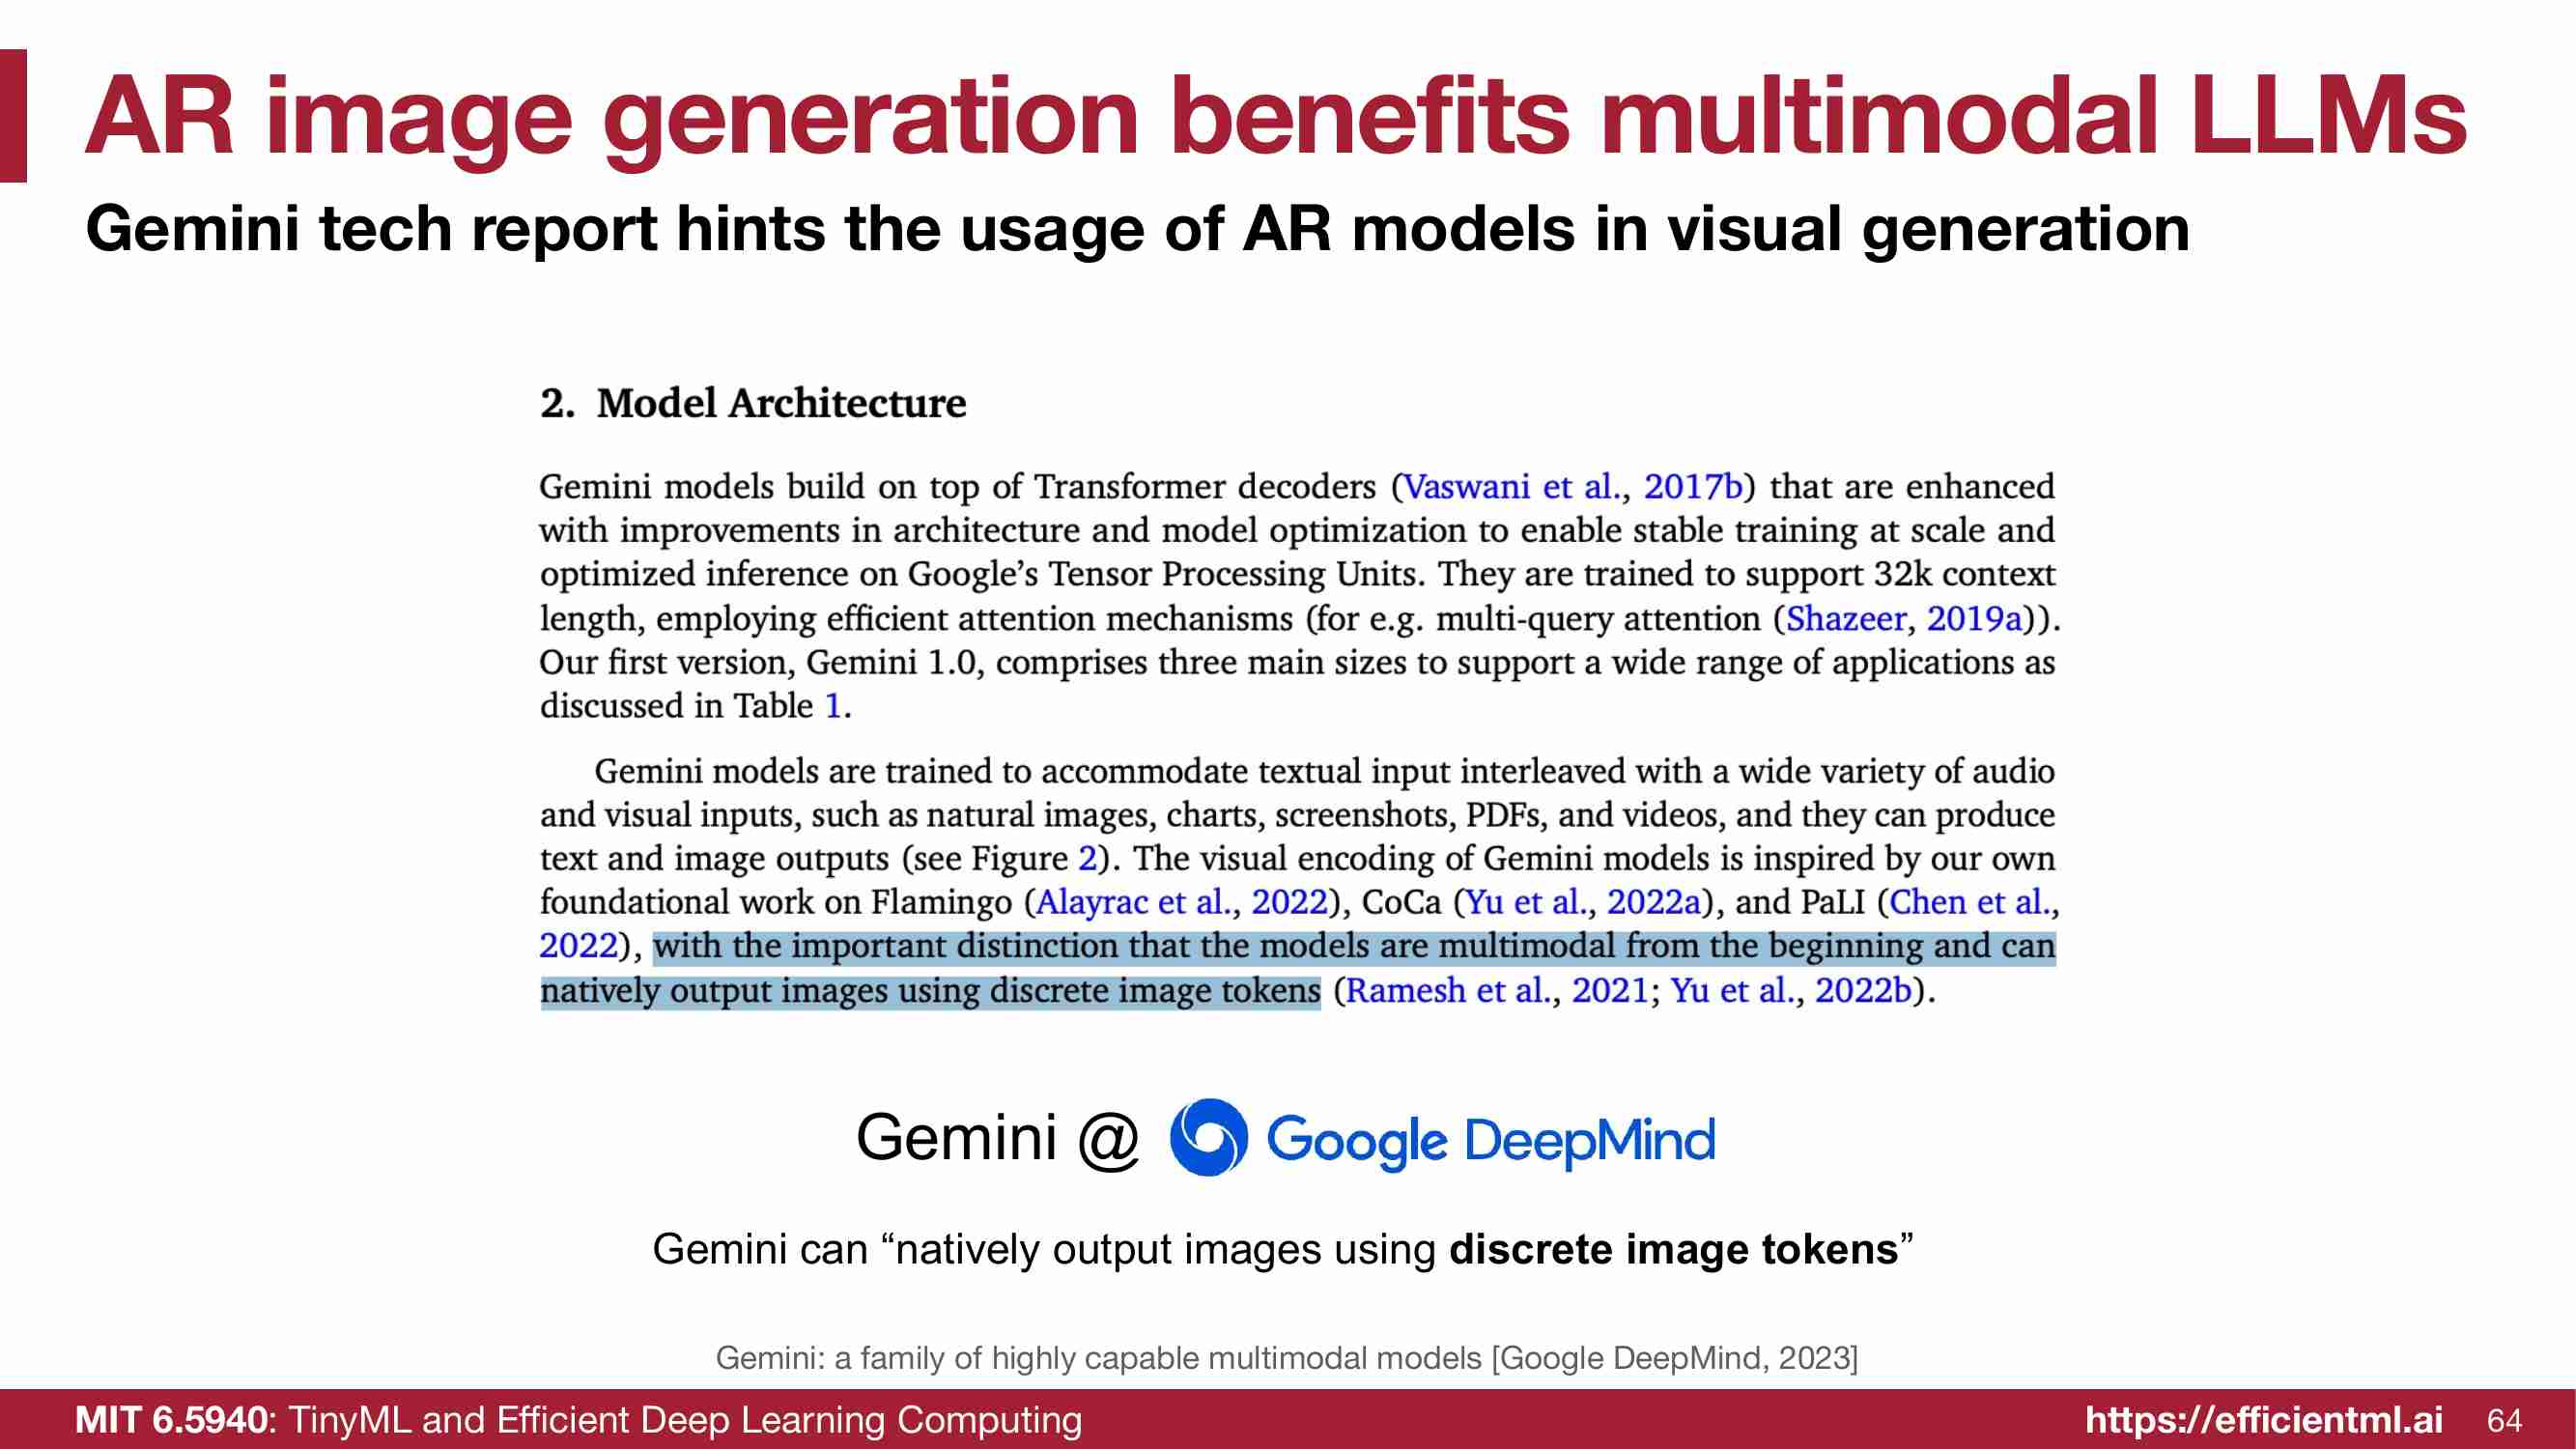 AR image generation benefits multimodal LLMs
Gemini tech report hints the usage of AR models in visual generation
2. Model Architecture
Gemini models build on top of Transformer decoders (Vaswani et al., 2017b) that are enhanced
with improvements in architecture and model optimization to enable stable training at scale and
optimized inference on Google's Tensor Processing Units. They are trained to support 32k context
length, employing efficient attention mechanisms (for e.g. multi-query attention (Shazeer, 2019a)).
Our first version, Gemini 1.0, comprises three main sizes to support a wide range of applications as
discussed in Table 1.
Gemini models are trained to accommodate textual input interleaved with a wide variety of audio
and visual inputs, such as natural images, charts, screenshots, PDFs, and videos, and they can produce
text and image outputs (see Figure 2). The visual encoding of Gemini models is inspired by our own
foundational work on Flamingo (Alayrac et al., 2022), CoCa (Yu et al., 2022a), and PaLI (Chen et al.,
2022), with the important distinction that the models are multimodal from the beginning and can
natively output images using discrete image tokens (Ramesh et al., 2021; Yu et al., 2022b).
Gemini @ Google DeepMind
Gemini can “natively output images using discrete image tokens”
Gemini: a family of highly capable multimodal models [Google DeepMind, 2023]
MIT 6.5940: TinyML and Efficient Deep Learning Computing https://efficientml.ai 64